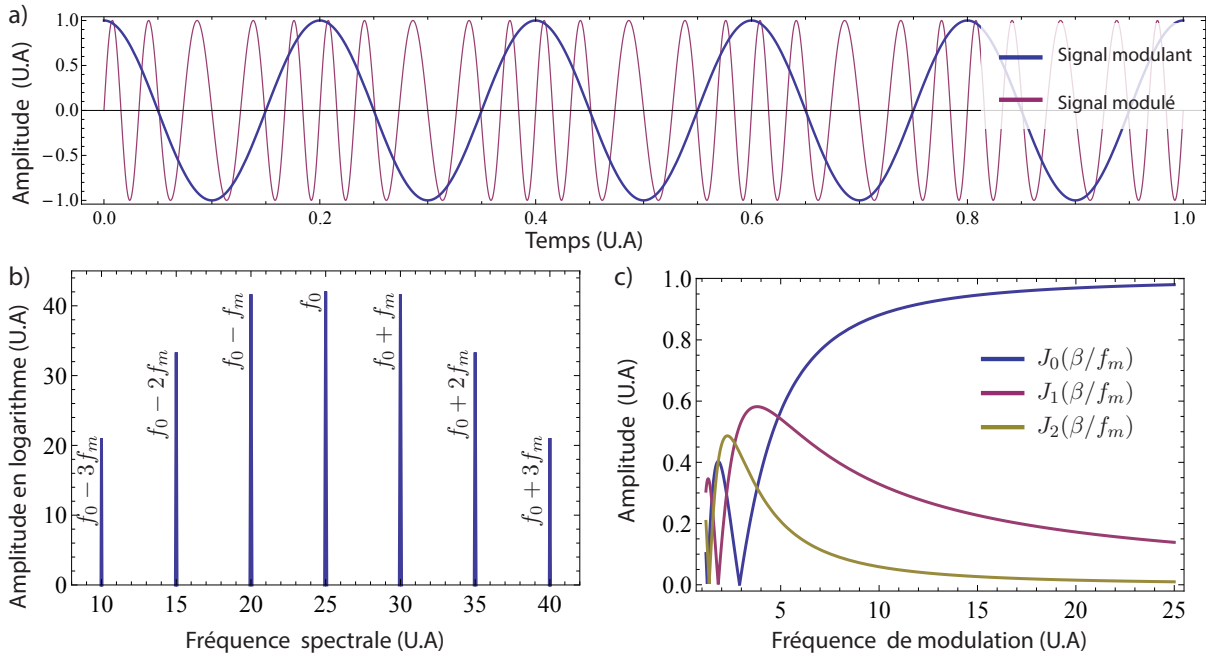 a)
Amplitude (U.A)
1.0
0.5
0.0
−0.5
−1.0
Signal modulant
Signal modulé
0.0 0.2 0.4 0.6 0.8 1.0
Temps (U.A)
b)
Amplitude en logarithme (U.A)
40
30
20
10
0
f₀ − 3fₘ
f₀ − 2fₘ
f₀ − fₘ
f₀
f₀ + fₘ
f₀ + 2fₘ
f₀ + 3fₘ
10 15 20 25 30 35 40
Fréquence spectrale (U.A)
c)
Amplitude (U.A)
1.0
0.8
0.6
0.4
0.2
0.0
J₀(β/fₘ)
J₁(β/fₘ)
J₂(β/fₘ)
5 10 15 20 25
Fréquence de modulation (U.A)